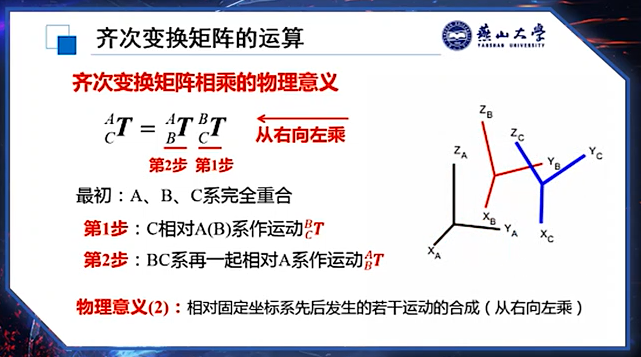 齐次变换矩阵的运算
燕山大学
YANSHAN UNIVERSITY
齐次变换矩阵相乘的物理意义
{}^{A}_{C}T = {}^{A}_{B}T {}^{B}_{C}T
从右向左乘
第2步 第1步
最初：A、B、C系完全重合
第1步：C相对A(B)系作运动{}^{B}_{C}T
第2步：BC系再一起相对A系作运动{}^{A}_{B}T
物理意义(2)：相对固定坐标系先后发生的若干运动的合成（从右向左乘）
Z_B
Z_C
Y_C
Z_A
Y_B
X_B
Y_A
X_C
X_A